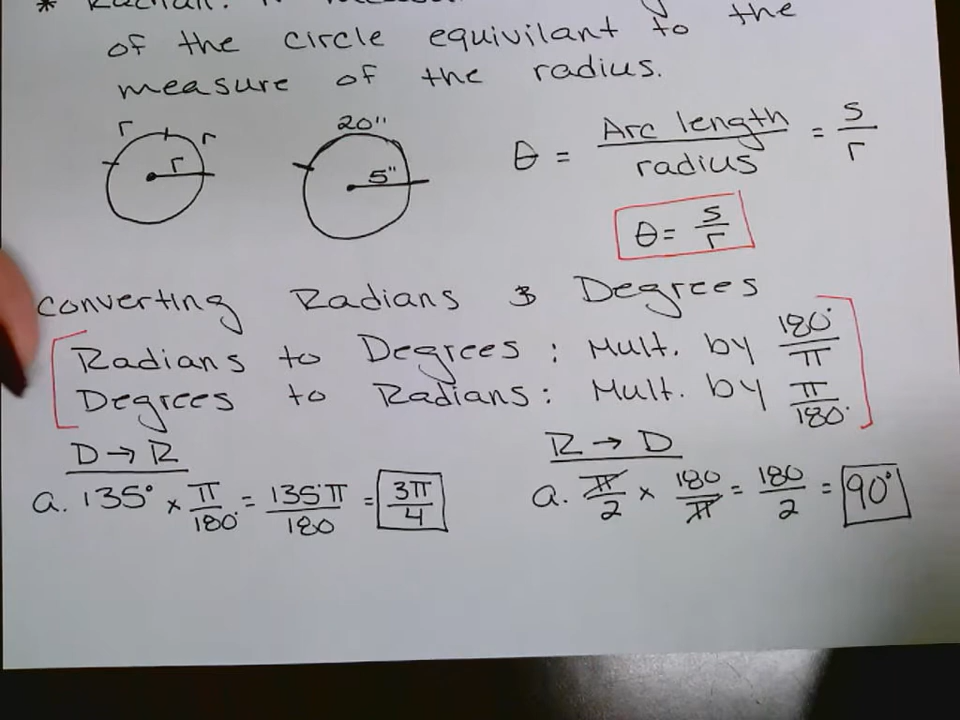 * Radian:
of the circle equivilant to the
measure of the radius.
r r r
20"
5"
θ = Arc length / radius = s / r
θ = s / r
Converting Radians & Degrees
Radians to Degrees : Mult. by 180° / π
Degrees to Radians: Mult. by π / 180°
D → R
a. 135° × π / 180° = 135°π / 180 = 3π / 4
R → D
a. π / 2 × 180 / π = 180 / 2 = 90°